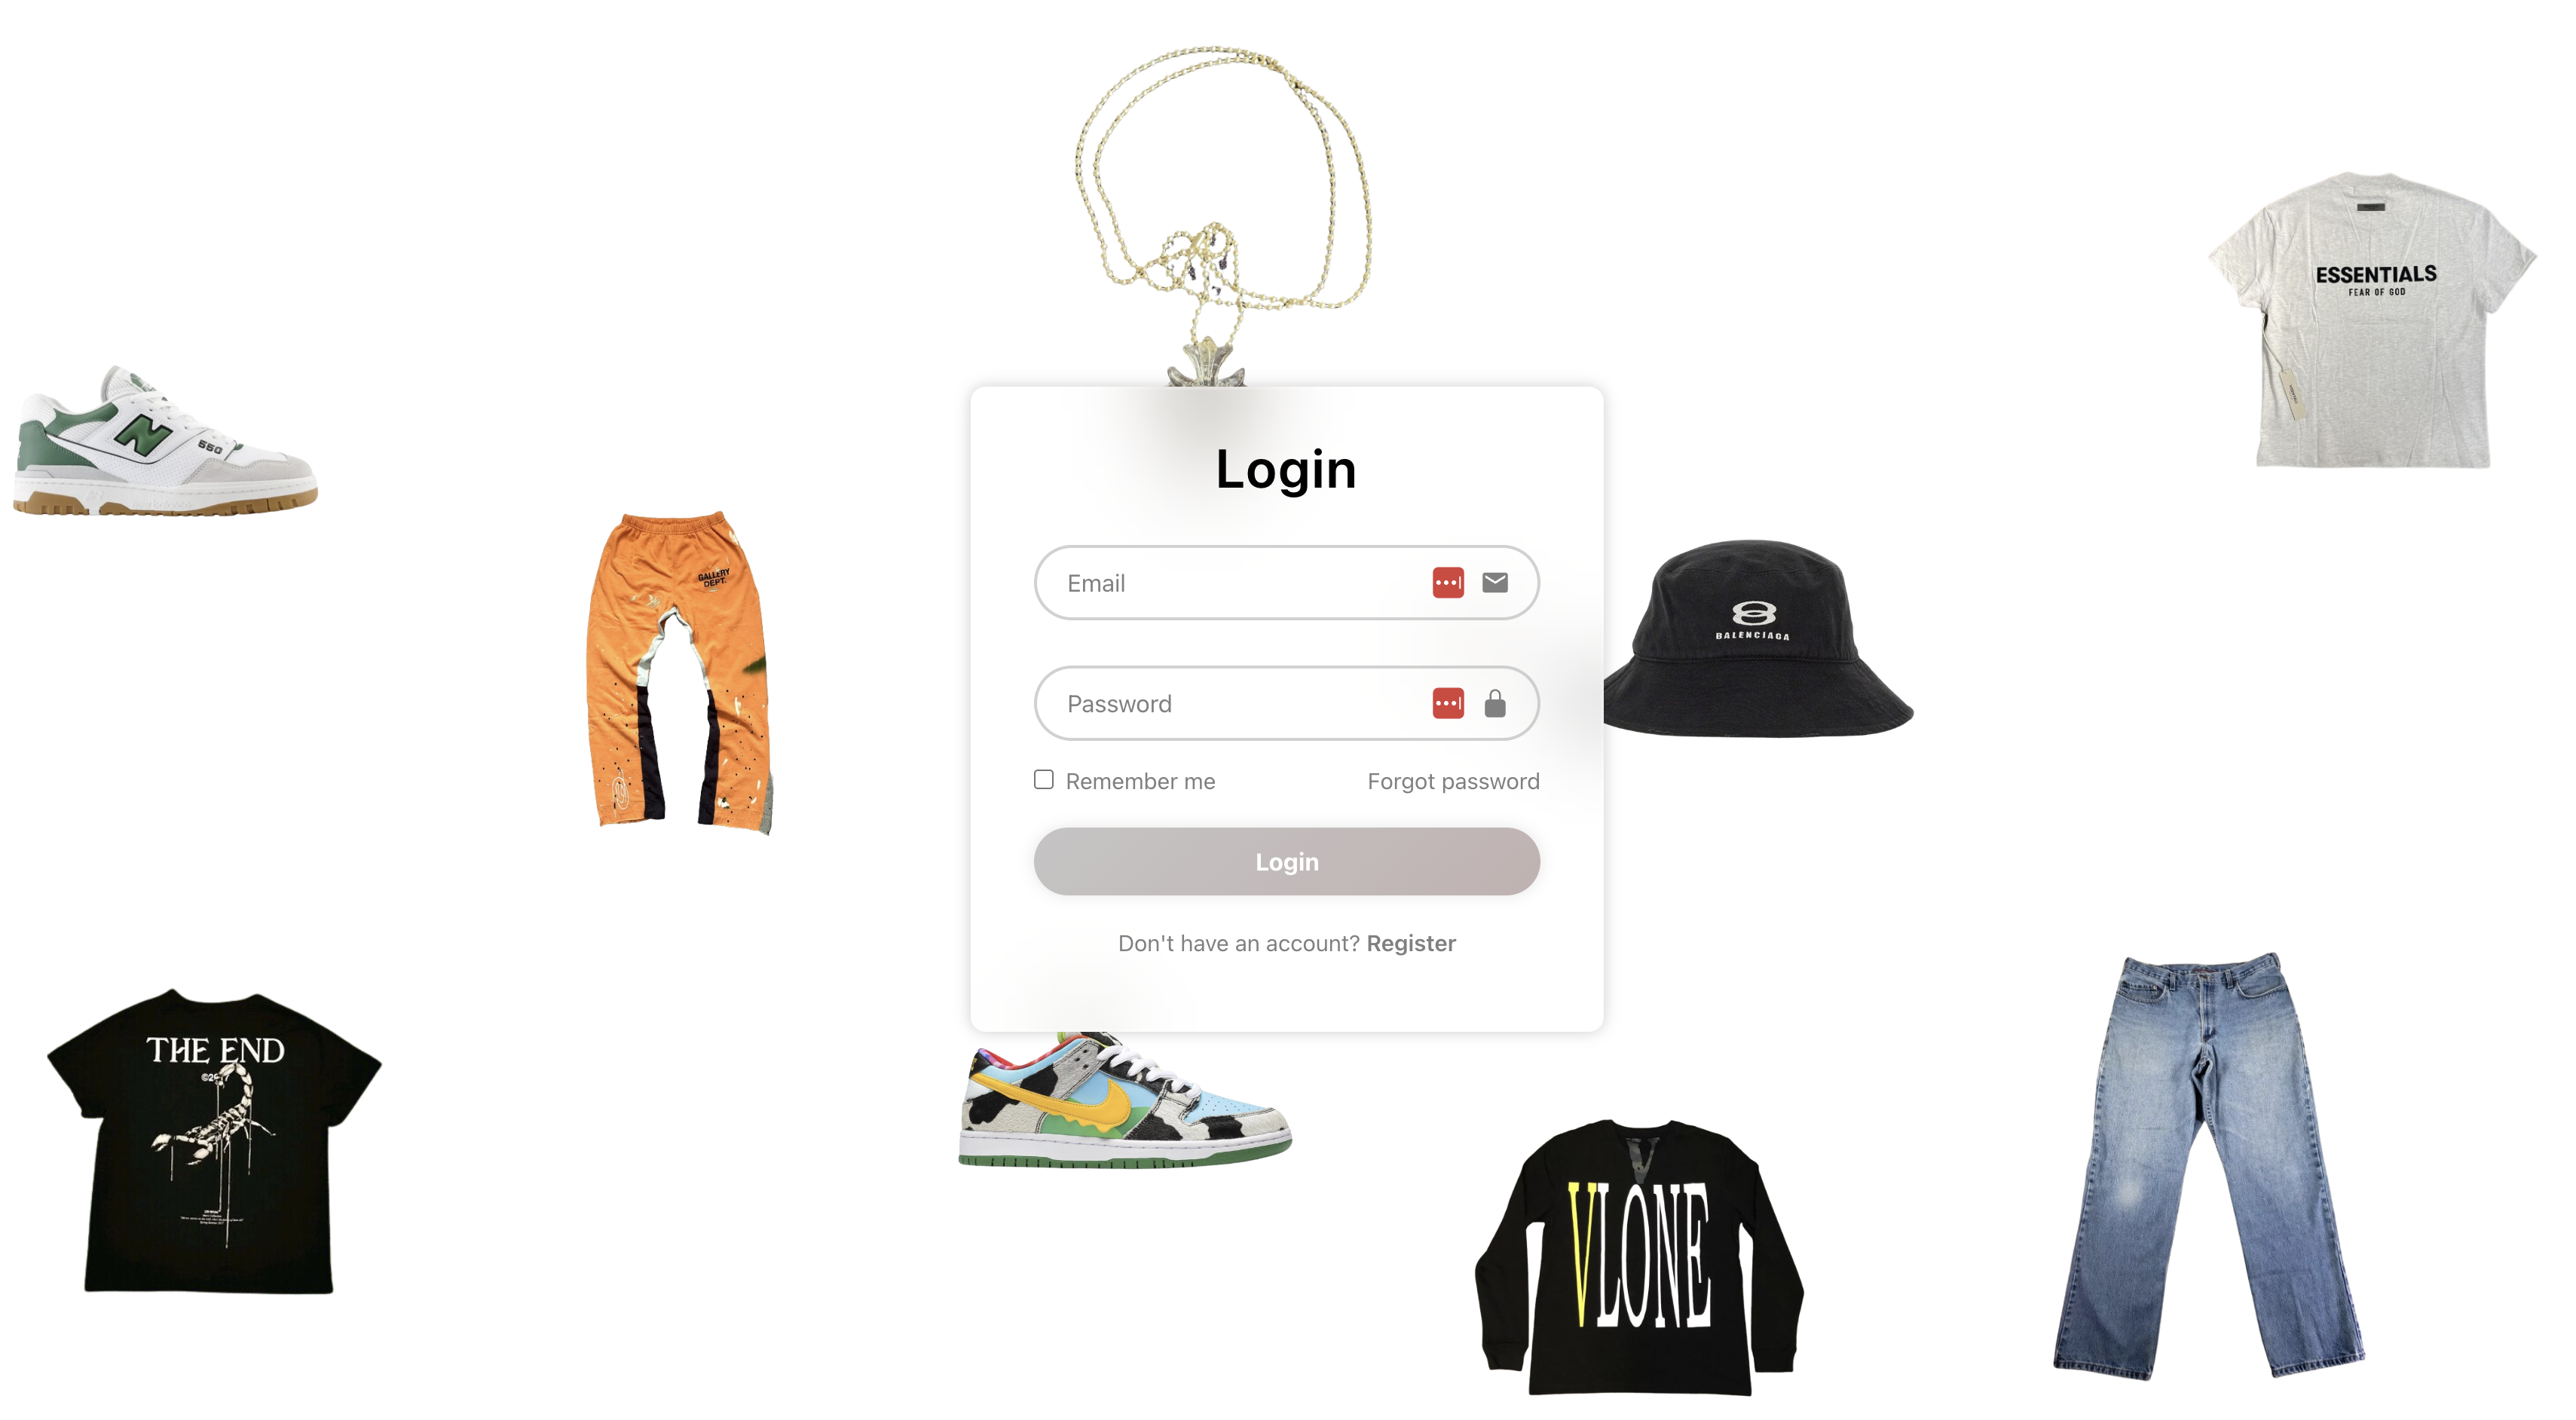 ESSENTIALS
FEAR OF GOD
N
550
GALLERY
DEPT.
Login
Email
Password
Remember me
Forgot password
Login
Don't have an account? Register
BALENCIAGA
THE END
VLONE